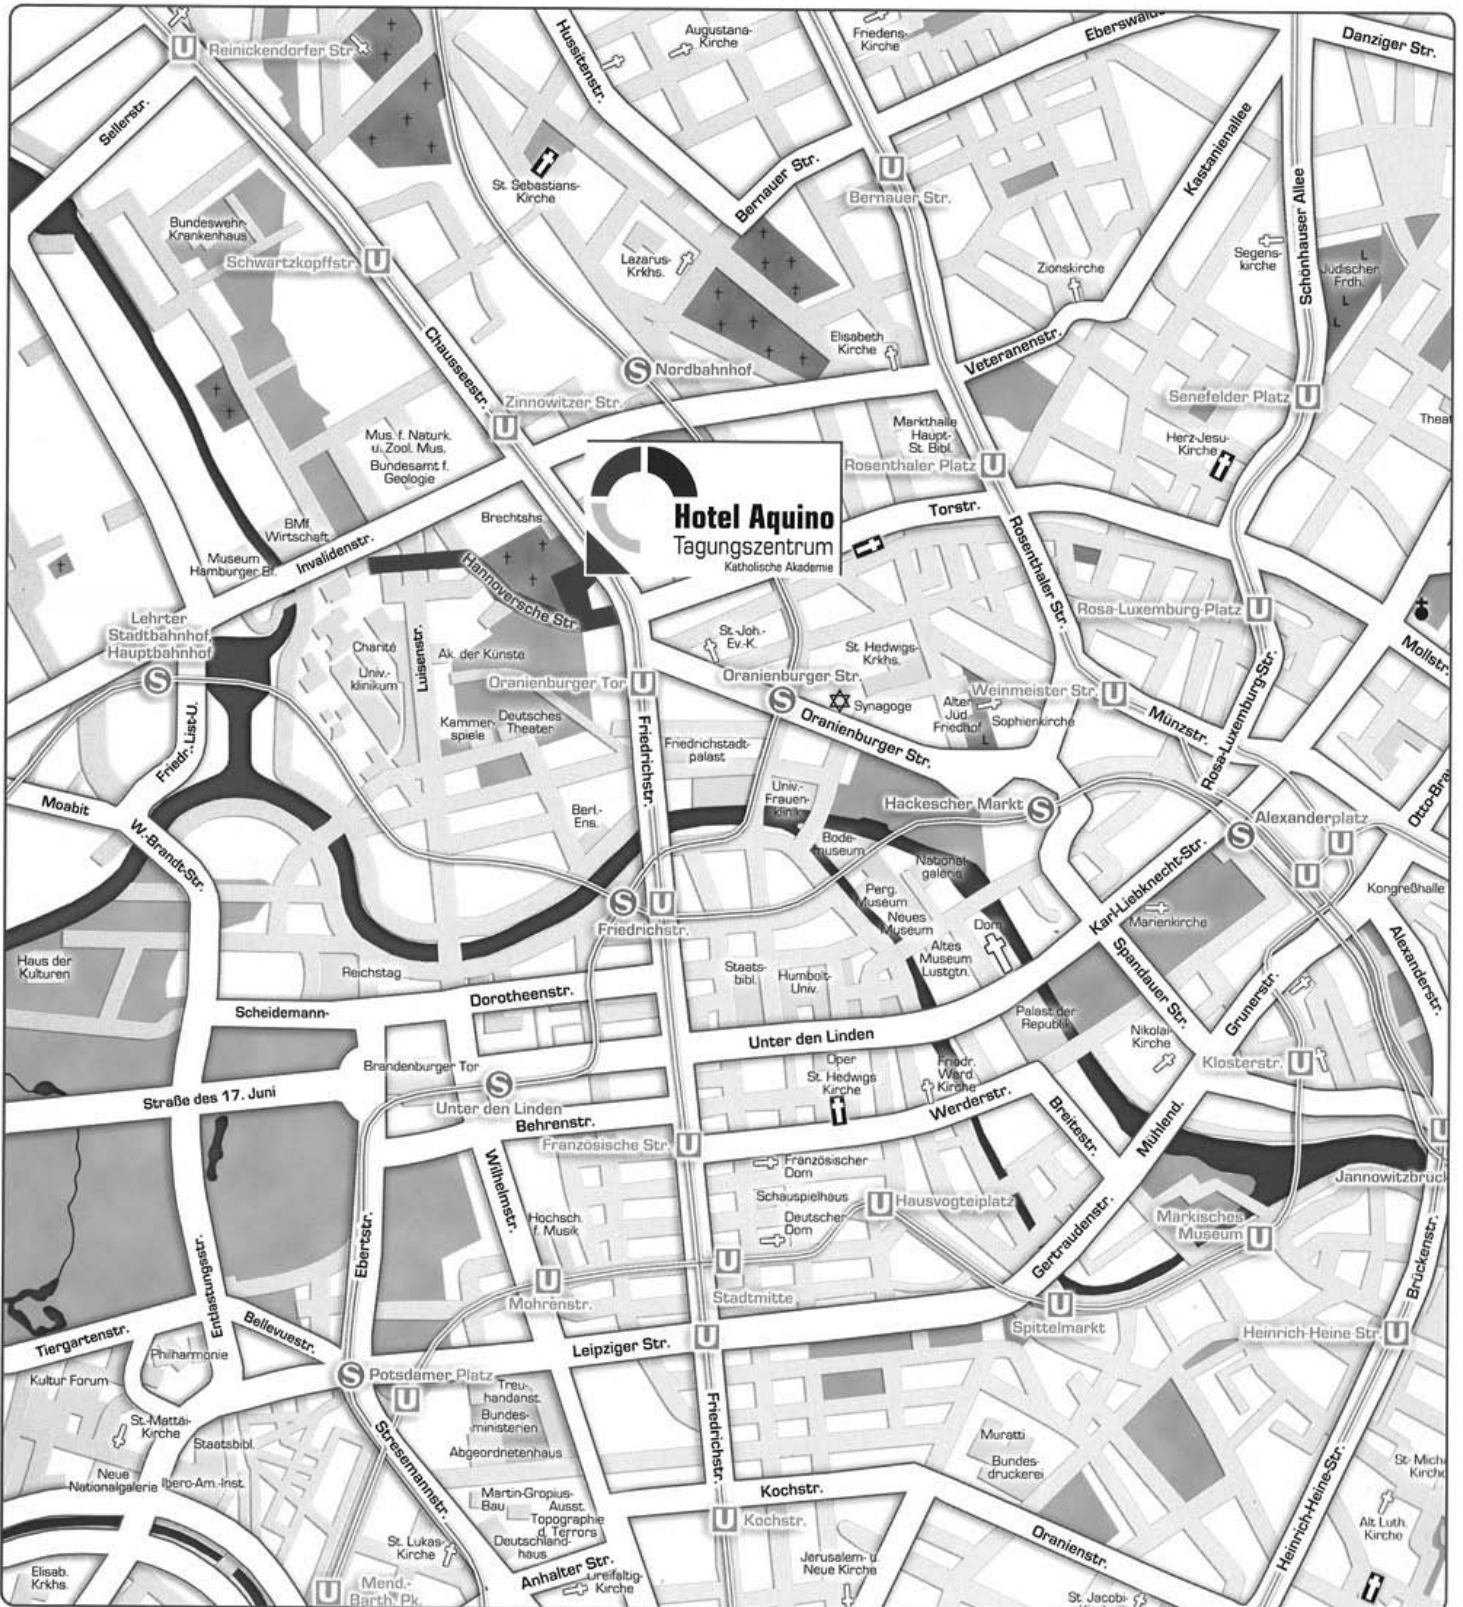 Reinickendorfer Str.
Sellerstr.
Hussitenstr.
Augustana-
Kirche
Friedens-
Kirche
Danziger Str.
St. Sebastians-
Kirche
Bernauer Str.
Bernauer Str.
Kastanienallee
Schönhauser Allee
Bundeswehr-
Krankenhaus
Schwartzkopffstr.
Lazarus-
Krkhs.
Zionskirche
Segens-
kirche
Jüdischer
Frdh.
Chausseestr.
Elisabeth
Kirche
Veteranenstr.
Nordbahnhof
Zinnowitzer Str.
Senefelder Platz
Mus. f. Naturk.
u. Zool. Mus.
Bundesamt f.
Geologie
Markthalle
Haupt-
St. Bibl.
Rosenthaler Platz
Herz-Jesu-
Kirche
Hotel Aquino
Tagungszentrum
Katholische Akademie
Torstr.
Brechtshs.
BMf.
Wirtschaft
Invalidenstr.
Museum
Hamburger Bf.
Hannoversche Str.
Rosenthaler Str.
Rosa-Luxemburg-Platz
Lehrter
Stadtbahnhof,
Hauptbahnhof
Charité
Univ.-
klinikum
Luisenstr.
Ak. der Künste
St.-Joh.-
Ev.-K.
St. Hedwigs-
Krkhs.
Mollstr.
Oranienburger Tor
Oranienburger Str.
Synagoge
Alter
Jüd.
Friedhof
Sophienkirche
Weinmeister Str.
Münzstr.
Rosa-Luxemburg-Str.
Kammer-
spiele
Deutsches
Theater
Friedrichstr.
Friedrichstadt-
palast
Oranienburger Str.
Friedr.-List-U.
Moabit
W.-Brandt-Str.
Berl.-
Ens.
Univ.-
Frauen-
klinik
Hackescher Markt
Alexanderplatz
Bode-
museum
National-
galerie
Karl-Liebknecht-Str.
Kongreßhalle
Perg.
Museum
Neues
Museum
Dom
Marienkirche
Friedrichstr.
Altes
Museum
Lustgtn.
Spandauer Str.
Alexanderstr.
Haus der
Kulturen
Reichstag
Staats-
bibl.
Humbolt-
Univ.
Grunerstr.
Dorotheenstr.
Scheidemann-
Unter den Linden
Palast der
Republik
Nikolai-
Kirche
Klosterstr.
Brandenburger Tor
Oper
St. Hedwigs
Kirche
Friedr.
Werd.
Kirche
Straße des 17. Juni
Unter den Linden
Behrenstr.
Werderstr.
Breitestr.
Mühlend.
Französische Str.
Französischer
Dom
Wilhelmstr.
Schauspielhaus
Hausvogteiplatz
Deutscher
Dom
Hochsch.
f. Musik
Ebertstr.
Gertraudenstr.
Märkisches
Museum
Brückenstr.
Entlastungsstr.
Mohrenstr.
Stadtmitte
Spittelmarkt
Heinrich-Heine-Str.
Tiergartenstr.
Bellevuestr.
Leipziger Str.
Philharmonie
Kultur Forum
Potsdamer Platz
Treu-
handanst.
Bundes-
ministerien
Abgeordnetenhaus
St.-Mattäi-
Kirche
Staatsbibl.
Stresemannstr.
Friedrichstr.
Muratti
Bundes-
druckerei
Neue
Nationalgalerie
Ibero-Am.-Inst.
Martin-Gropius-
Bau
Ausst.
Topographie
d. Terrors
Deutschland-
haus
Kochstr.
Kochstr.
Oranienstr.
Heinrich-Heine-Str.
Alt Luth.
Kirche
St. Lukas-
Kirche
Anhalter Str.
Dreifaltig-
Kirche
Jerusalem- u.
Neue Kirche
Elisab.
Krkhs.
Mend.-
Barth. Pk.
St. Jacobi-